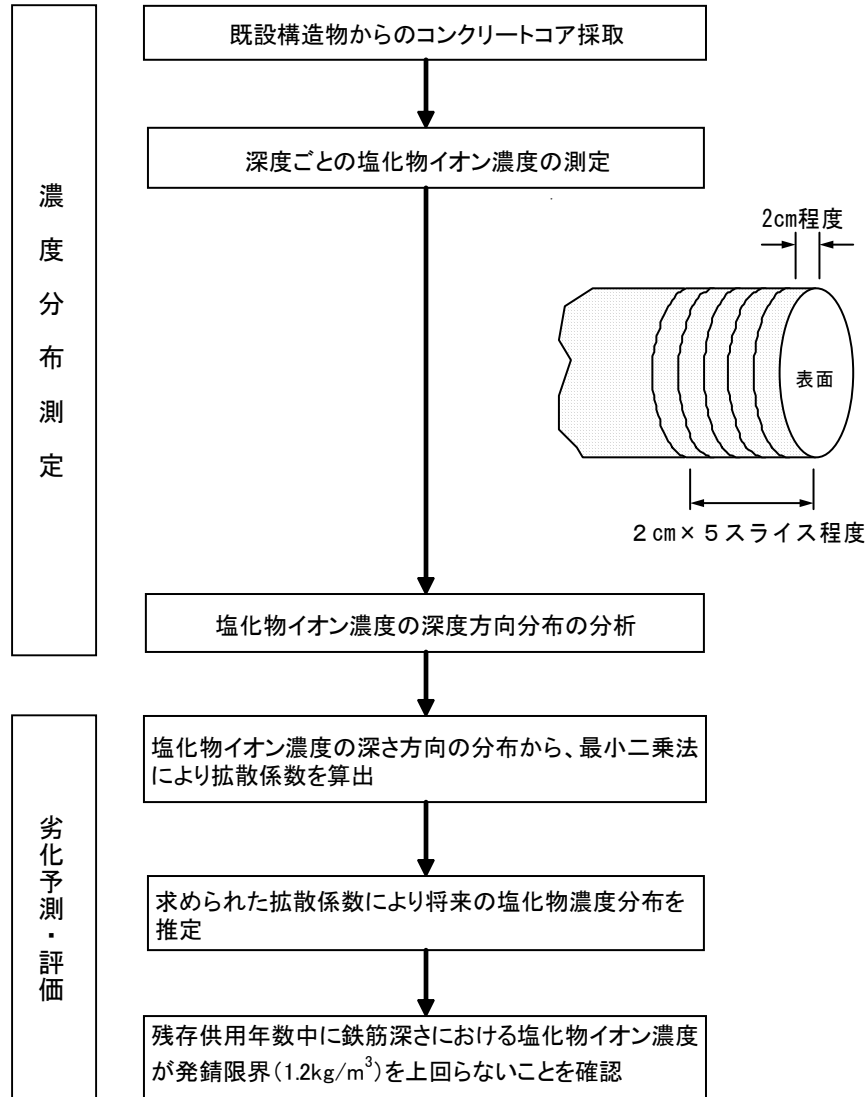 既設構造物からのコンクリートコア採取
深度ごとの塩化物イオン濃度の測定
濃度分布測定
2cm程度
表面
2cm×5スライス程度
塩化物イオン濃度の深度方向分布の分析
塩化物イオン濃度の深さ方向の分布から、最小二乗法
により拡散係数を算出
劣化予測・評価
求められた拡散係数により将来の塩化物濃度分布を
推定
残存供用年数中に鉄筋深さにおける塩化物イオン濃度
が発錆限界(1.2kg/m³)を上回らないことを確認